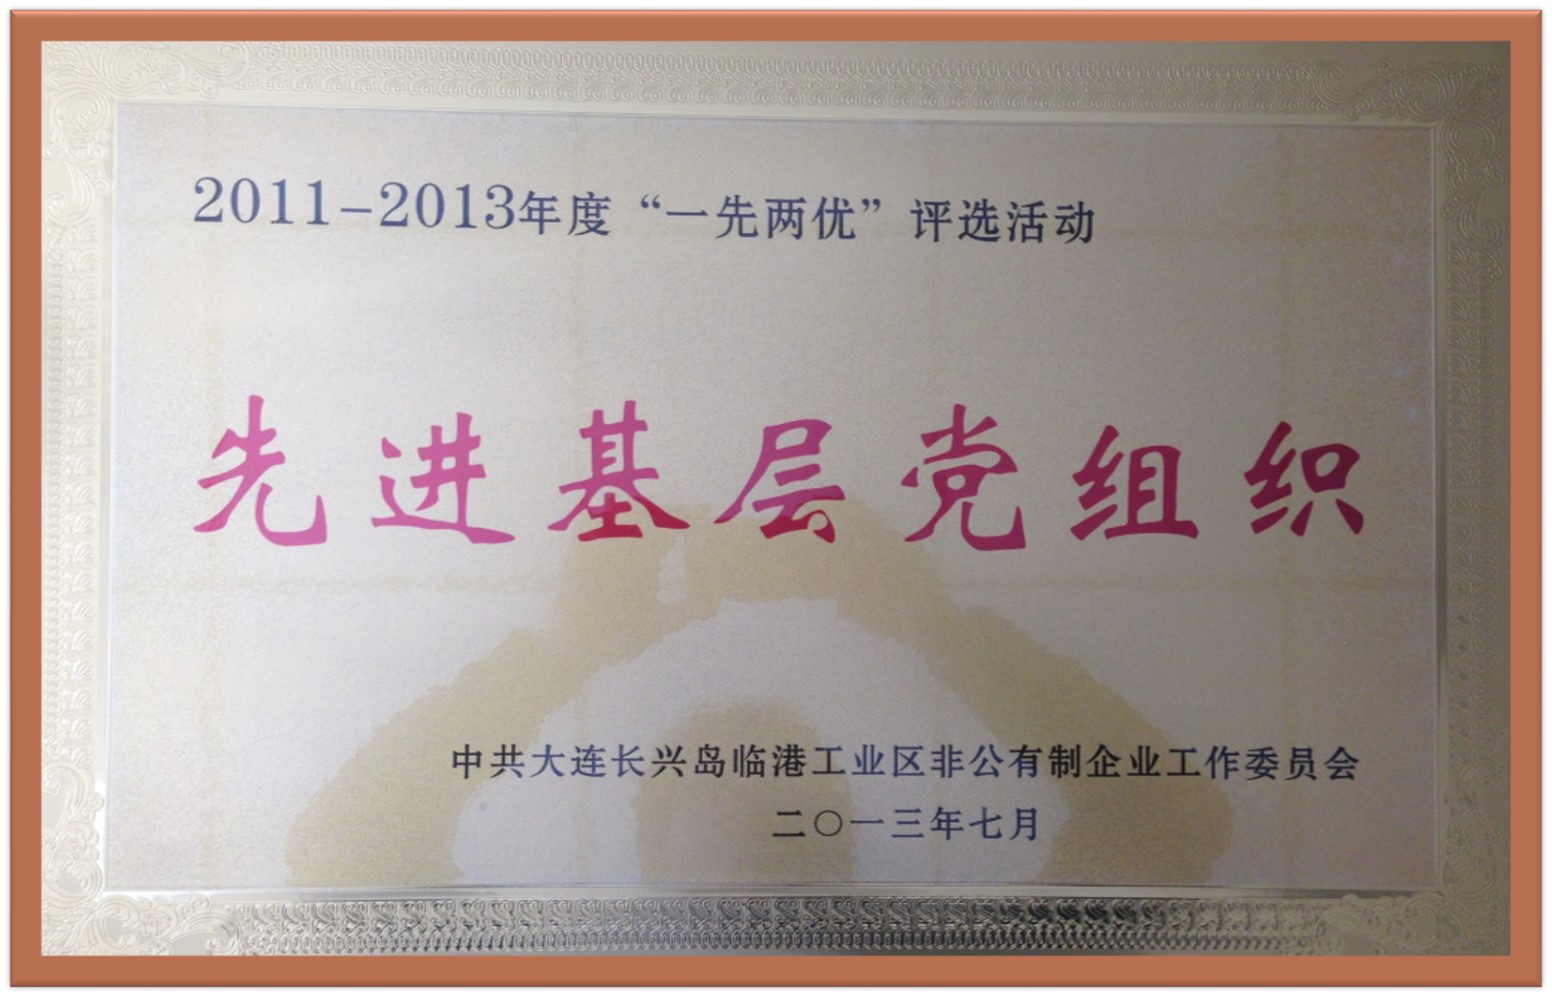 2011-2013年度“一先两优”评选活动
先进基层党组织
中共大连长兴岛临港工业区非公有制企业工作委员会
二〇一三年七月